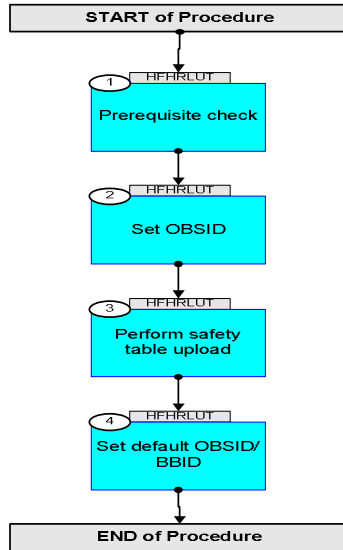 START of Procedure
HFHRLUT
1
Prerequisite check
HFHRLUT
2
Set OBSID
HFHRLUT
3
Perform safety
table upload
HFHRLUT
4
Set default OBSID/
BBID
END of Procedure